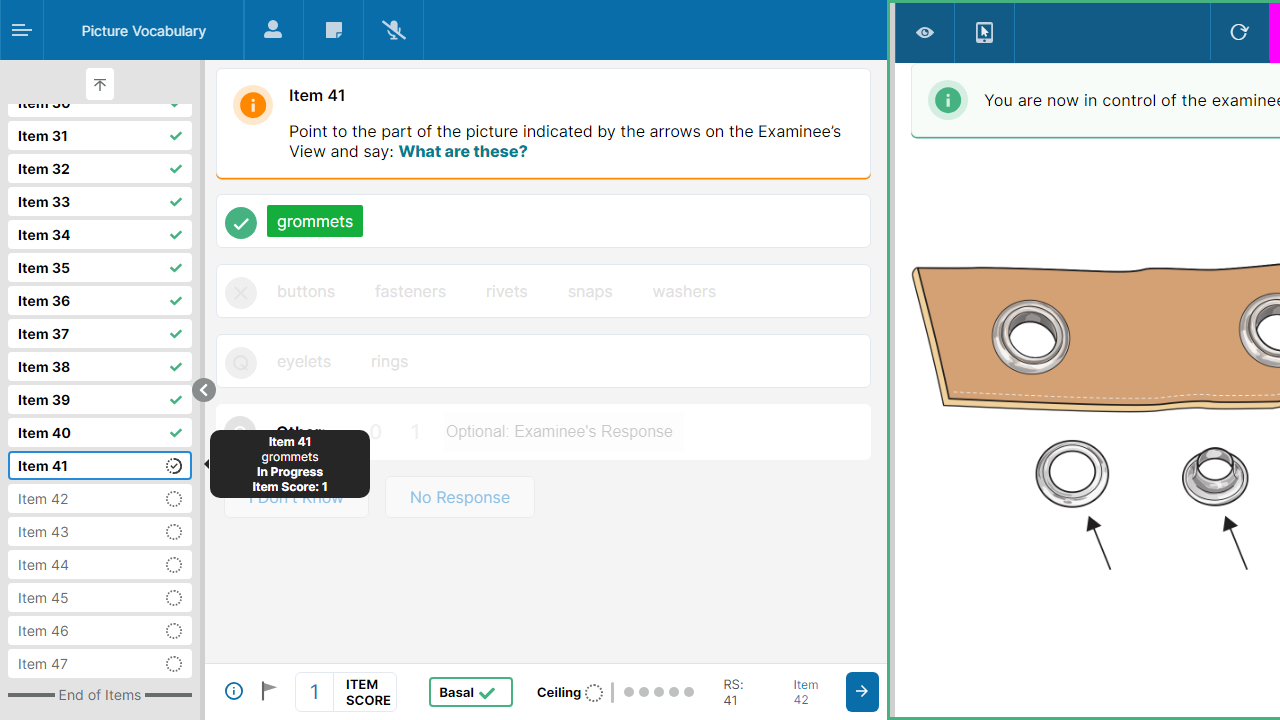 Picture Vocabulary
Item 30
Item 31
Item 32
Item 33
Item 34
Item 35
Item 36
Item 37
Item 38
Item 39
Item 40
Item 41
Item 42
Item 43
Item 44
Item 45
Item 46
Item 47
End of Items
Item 41
Point to the part of the picture indicated by the arrows on the Examinee’s
View and say: What are these?
grommets
buttons fasteners rivets snaps washers
Q eyelets rings
Other: 0 1 Optional: Examinee's Response
Item 41
grommets
In Progress
Item Score: 1
I Don't Know No Response
1 ITEM
SCORE
Basal
Ceiling
RS:
41
Item
42
You are now in control of the examinee